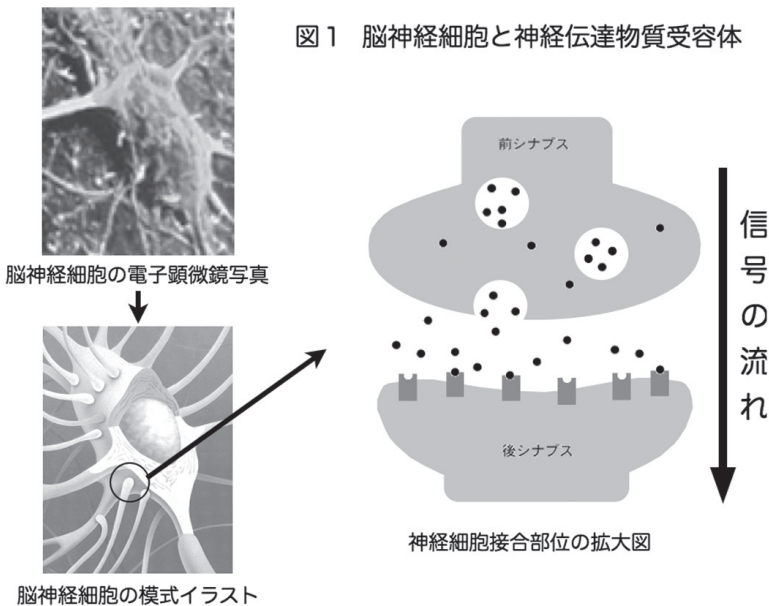 図1 脳神経細胞と神経伝達物質受容体
脳神経細胞の電子顕微鏡写真
脳神経細胞の模式イラスト
前シナプス
後シナプス
信号の流れ
神経細胞接合部位の拡大図